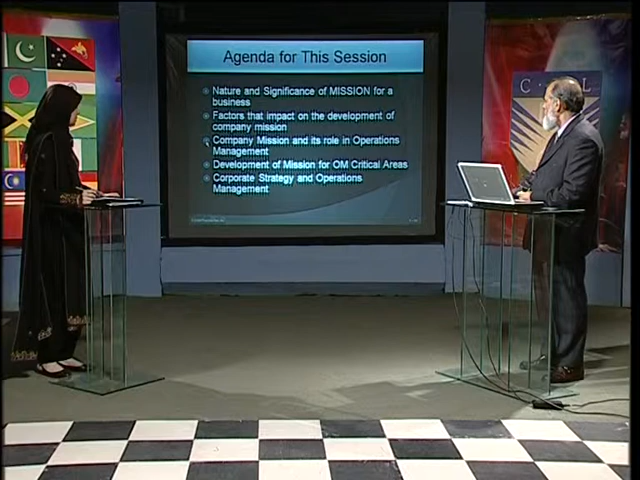 Agenda for This Session
Nature and Significance of MISSION for a
business
Factors that impact on the development of
company mission
Company Mission and its role in Operations
Management
Development of Mission for OM Critical Areas
Corporate Strategy and Operations
Management